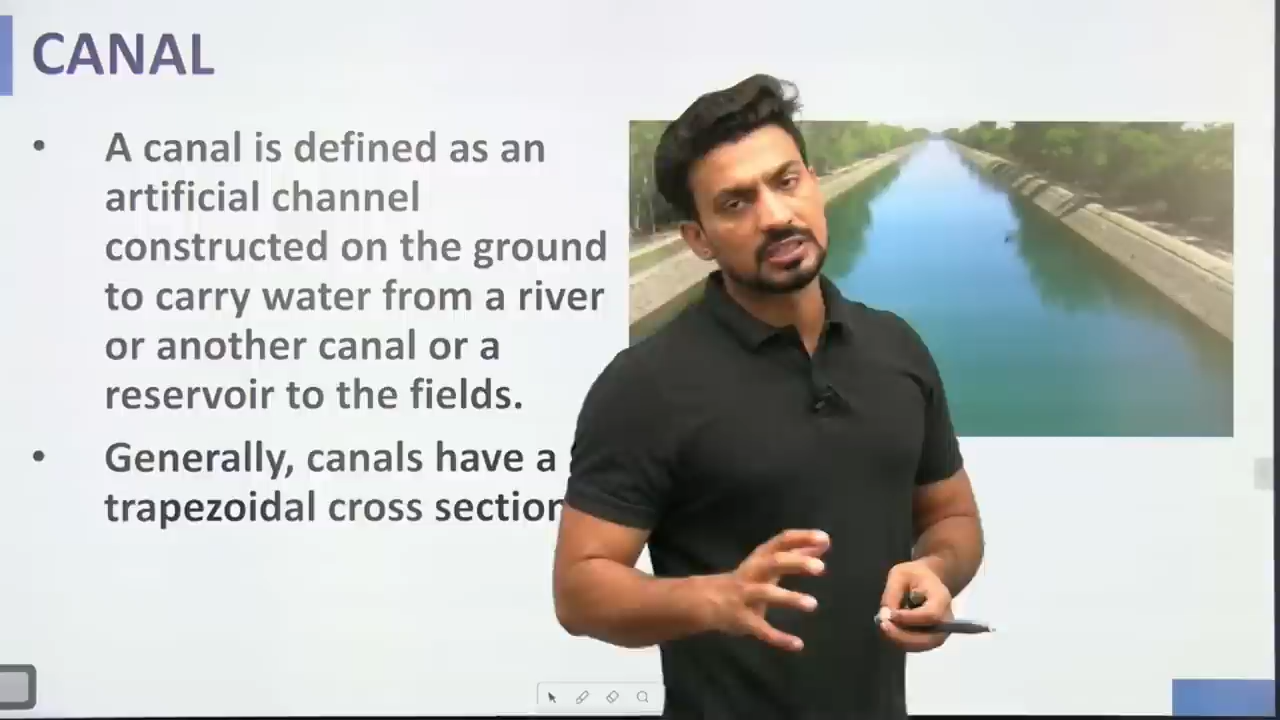 CANAL
• A canal is defined as an
artificial channel
constructed on the ground
to carry water from a river
or another canal or a
reservoir to the fields.
• Generally, canals have a
trapezoidal cross section